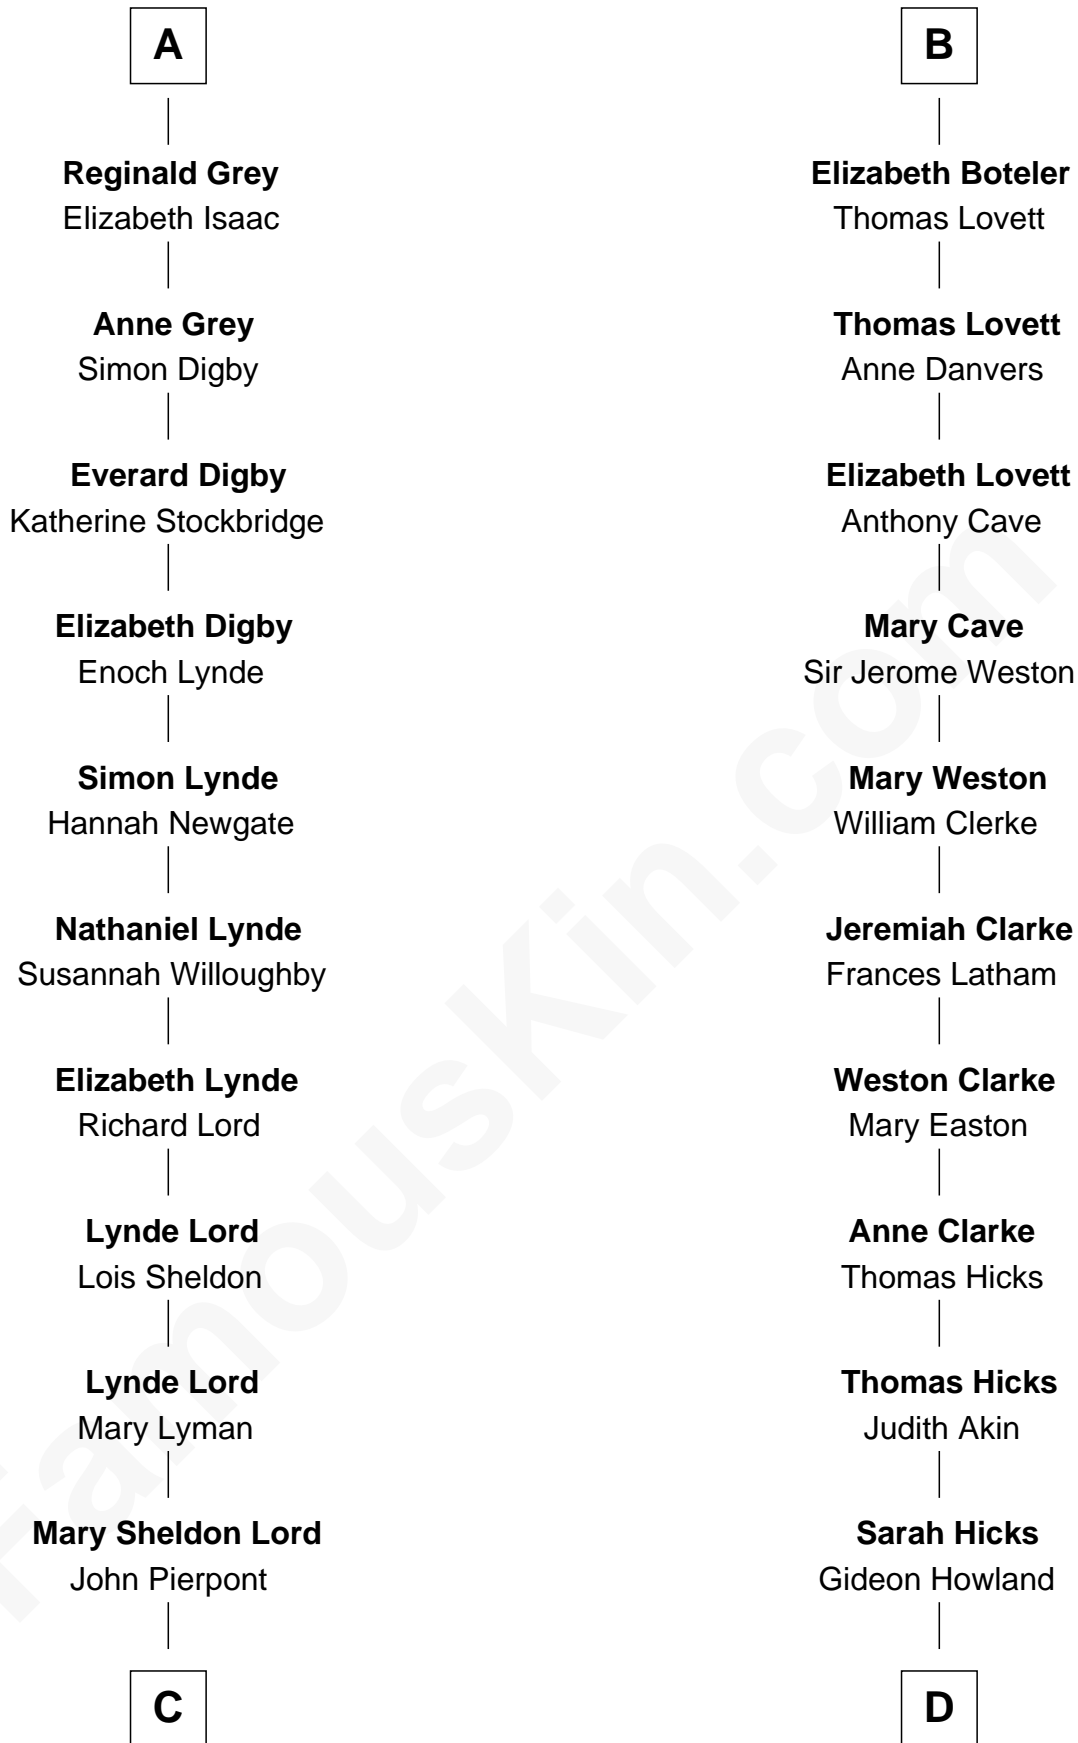 A
Reginald Grey
Elizabeth Isaac
Anne Grey
Simon Digby
Everard Digby
Katherine Stockbridge
Elizabeth Digby
Enoch Lynde
Simon Lynde
Hannah Newgate
Nathaniel Lynde
Susannah Willoughby
Elizabeth Lynde
Richard Lord
Lynde Lord
Lois Sheldon
Lynde Lord
Mary Lyman
Mary Sheldon Lord
John Pierpont
C
B
Elizabeth Boteler
Thomas Lovett
Thomas Lovett
Anne Danvers
Elizabeth Lovett
Anthony Cave
Mary Cave
Sir Jerome Weston
Mary Weston
William Clerke
Jeremiah Clarke
Frances Latham
Weston Clarke
Mary Easton
Anne Clarke
Thomas Hicks
Thomas Hicks
Judith Akin
Sarah Hicks
Gideon Howland
D
FamousKin.com